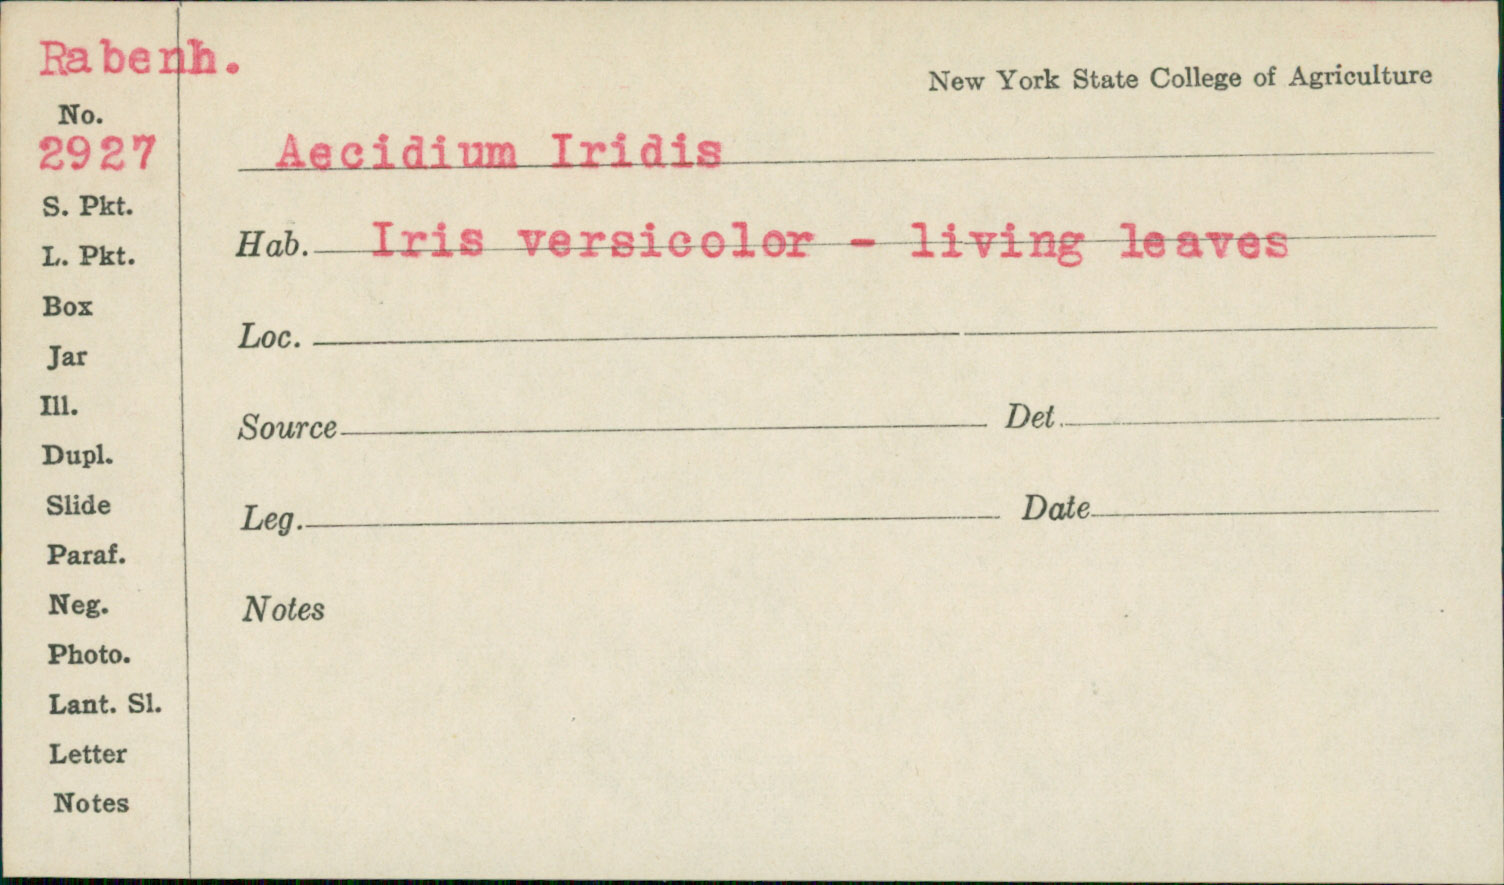 Rabenh.
New York State College of Agriculture
No.
2927
Aecidium Iridis
S. Pkt.
Hab. Iris versicolor - living leaves
L. Pkt.
Box
Loc.
Jar
Ill.
Source Det.
Dupl.
Slide
Leg. Date
Paraf.
Neg.
Notes
Photo.
Lant. Sl.
Letter
Notes